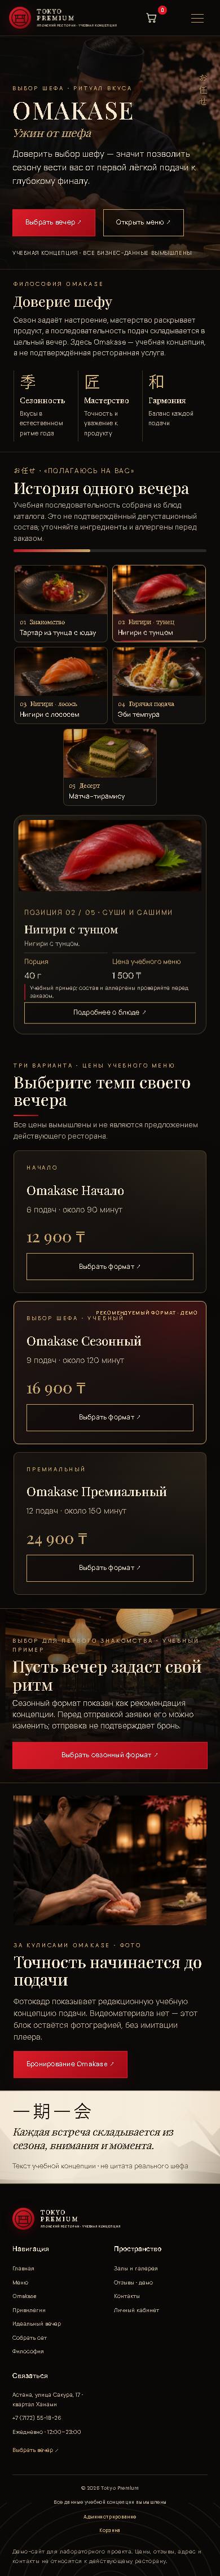 TOKYO
PREMIUM
0
お任せ
ВЫБОР ШЕФА · РИТУАЛ ВКУСА
OMAKASE
Ужин от шефа
Доверить выбор шефу — значит позволить
сезону вести вас от первой лёгкой подачи к
глубокому финалу.
Выбрать вечер ↗
Открыть меню ↗
УЧЕБНАЯ КОНЦЕПЦИЯ · ВСЕ БИЗНЕС-ДАННЫЕ ВЫМЫШЛЕНЫ
ФИЛОСОФИЯ OMAKASE
Доверие шефу
Сезон задаёт настроение, мастерство раскрывает
продукт, а последовательность подач складывается в
цельный вечер. Здесь Omakase — учебная концепция,
а не подтверждённая ресторанная услуга.
季
Сезонность
Вкусы в
естественном
ритме года
匠
Мастерство
Точность и
уважение к
продукту
和
Гармония
Баланс каждой
подачи
お任せ · «ПОЛАГАЮСЬ НА ВАС»
История одного вечера
Учебная последовательность собрана из блюд
каталога. Это не подтверждённый дегустационный
состав; уточняйте ингредиенты и аллергены перед
заказом.
01 Знакомство
Тартар из тунца с юдзу
02 Нигири · тунец
Нигири с тунцом
03 Нигири · лосось
Нигири с лососем
04 Горячая подача
Эби темпура
05 Десерт
Матча-тирамису
ПОЗИЦИЯ 02 / 05 · СУШИ И САШИМИ
Нигири с тунцом
Нигири с тунцом.
Порция
40 г
Цена учебного меню
1 500 ₸
Учебный пример: состав и аллергены проверяйте перед
заказом.
Подробнее о блюде ↗
ТРИ ВАРИАНТА · ЦЕНЫ УЧЕБНОГО МЕНЮ
Выберите темп своего
вечера
Все цены вымышлены и не являются предложением
действующего ресторана.
НАЧАЛО
Omakase Начало
6 подач · около 90 минут
12 900 ₸
Выбрать формат ↗
РЕКОМЕНДУЕМЫЙ ФОРМАТ · ДЕМО
ВЫБОР ШЕФА · УЧЕБНЫЙ
Omakase Сезонный
9 подач · около 120 минут
16 900 ₸
Выбрать формат ↗
ПРЕМИАЛЬНЫЙ
Omakase Премиальный
12 подач · около 150 минут
24 900 ₸
Выбрать формат ↗
ВЫБОР ДЛЯ ПЕРВОГО ЗНАКОМСТВА · УЧЕБНЫЙ
ПРИМЕР
Пусть вечер задаст свой
ритм
Сезонный формат показан как рекомендация
концепции. Перед отправкой заявки его можно
изменить; отправка не подтверждает бронь.
Выбрать сезонный формат ↗
ЗА КУЛИСАМИ OMAKASE · ФОТО
Точность начинается до
подачи
Фотокадр показывает редакционную учебную
концепцию подачи. Видеоматериала нет — этот
блок остаётся фотографией, без имитации
плеера.
Бронирование Omakase ↗
一期一会
Каждая встреча складывается из
сезона, внимания и момента.
Текст учебной концепции · не цитата реального шефа
TOKYO
PREMIUM
Навигация
Главная
Меню
Omakase
Привилегии
Идеальный вечер
Собрать сет
Философия
Пространство
Залы и галерея
Отзывы · демо
Контакты
Личный кабинет
Связаться
Астана, улица Сакура, 17 ·
квартал Ханами
+7 (7172) 55-18-26
Ежедневно · 12:00–23:00
Выбрать вечер ↗
© 2026 Tokyo Premium
Все данные учебной концепции вымышлены
Администрирование
Корзина
Демо-сайт для портфолио проекта. Цены, отзывы, адрес и
контакты не относятся к действующему ресторану.